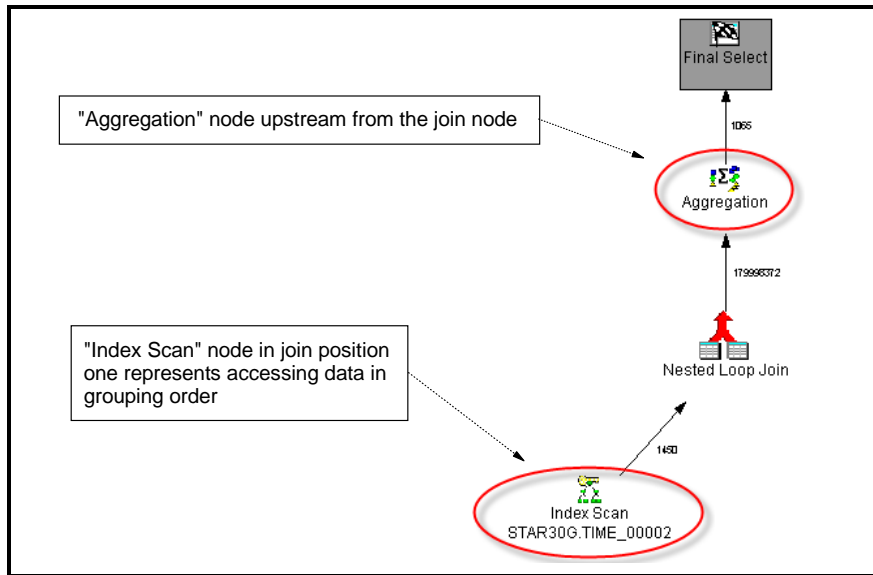 Final Select
"Aggregation" node upstream from the join node
1065
Aggregation
179998372
"Index Scan" node in join position
one represents accessing data in
grouping order
Nested Loop Join
1450
Index Scan
STAR30G.TIME_00002